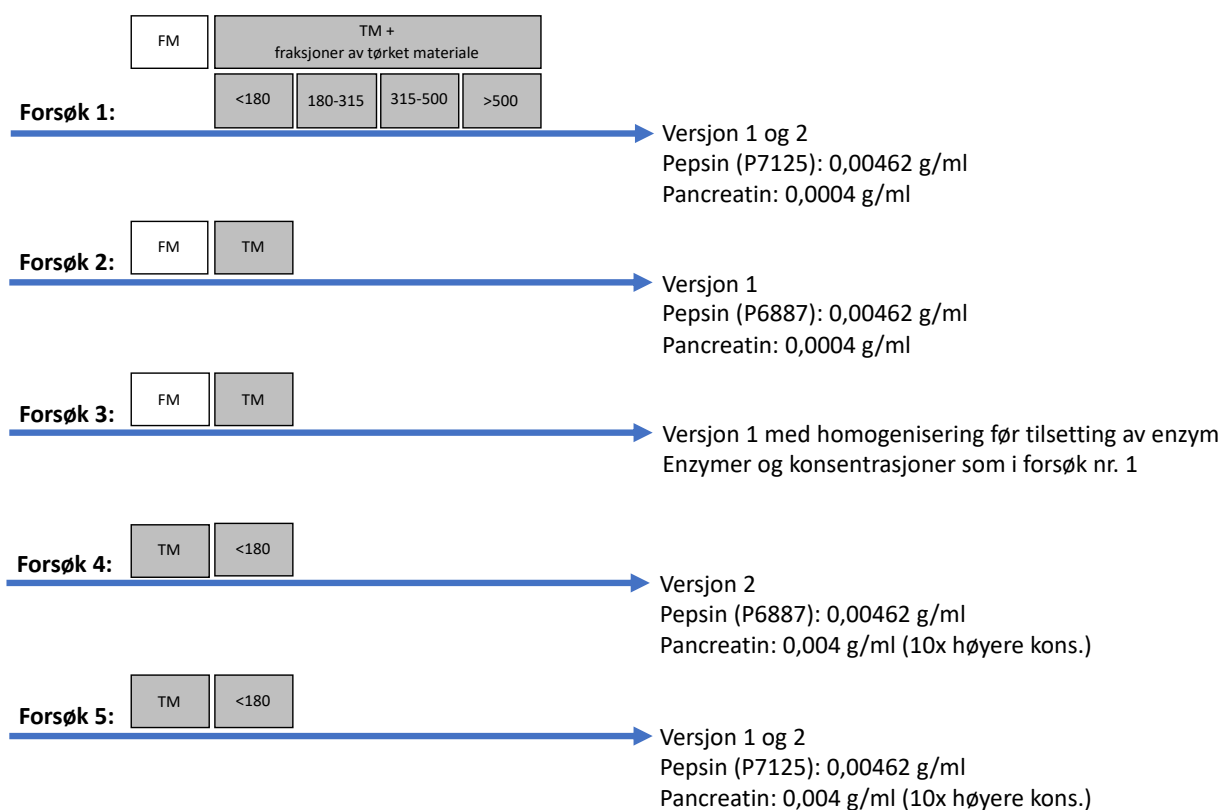 FM
TM +
fraksjoner av tørket materiale
<180
180-315
315-500
>500
Forsøk 1:
Versjon 1 og 2
Pepsin (P7125): 0,00462 g/ml
Pancreatin: 0,0004 g/ml
FM
TM
Forsøk 2:
Versjon 1
Pepsin (P6887): 0,00462 g/ml
Pancreatin: 0,0004 g/ml
FM
TM
Forsøk 3:
Versjon 1 med homogenisering før tilsetting av enzym
Enzymer og konsentrasjoner som i forsøk nr. 1
TM
<180
Forsøk 4:
Versjon 2
Pepsin (P6887): 0,00462 g/ml
Pancreatin: 0,004 g/ml (10x høyere kons.)
TM
<180
Forsøk 5:
Versjon 1 og 2
Pepsin (P7125): 0,00462 g/ml
Pancreatin: 0,004 g/ml (10x høyere kons.)